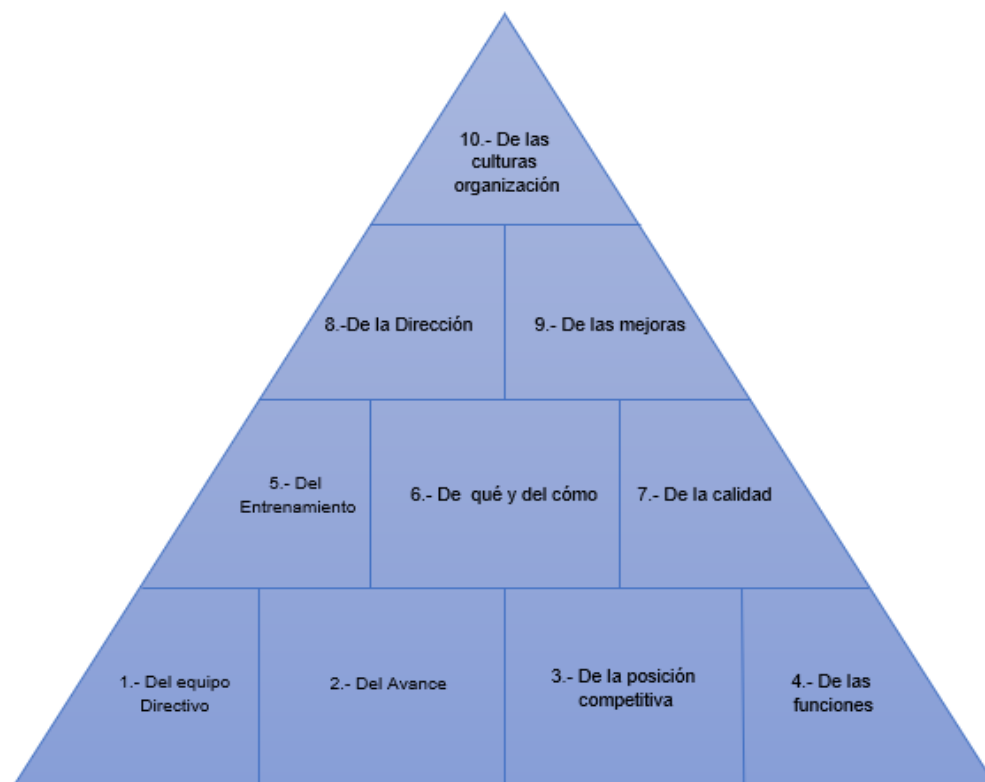 10.- De las
culturas
organización
8.-De la Dirección
9.- De las mejoras
5.- Del
Entrenamiento
6.- De  qué y del cómo
7.- De la calidad
1.- Del equipo
Directivo
2.- Del Avance
3.- De la posición
competitiva
4.- De las
funciones